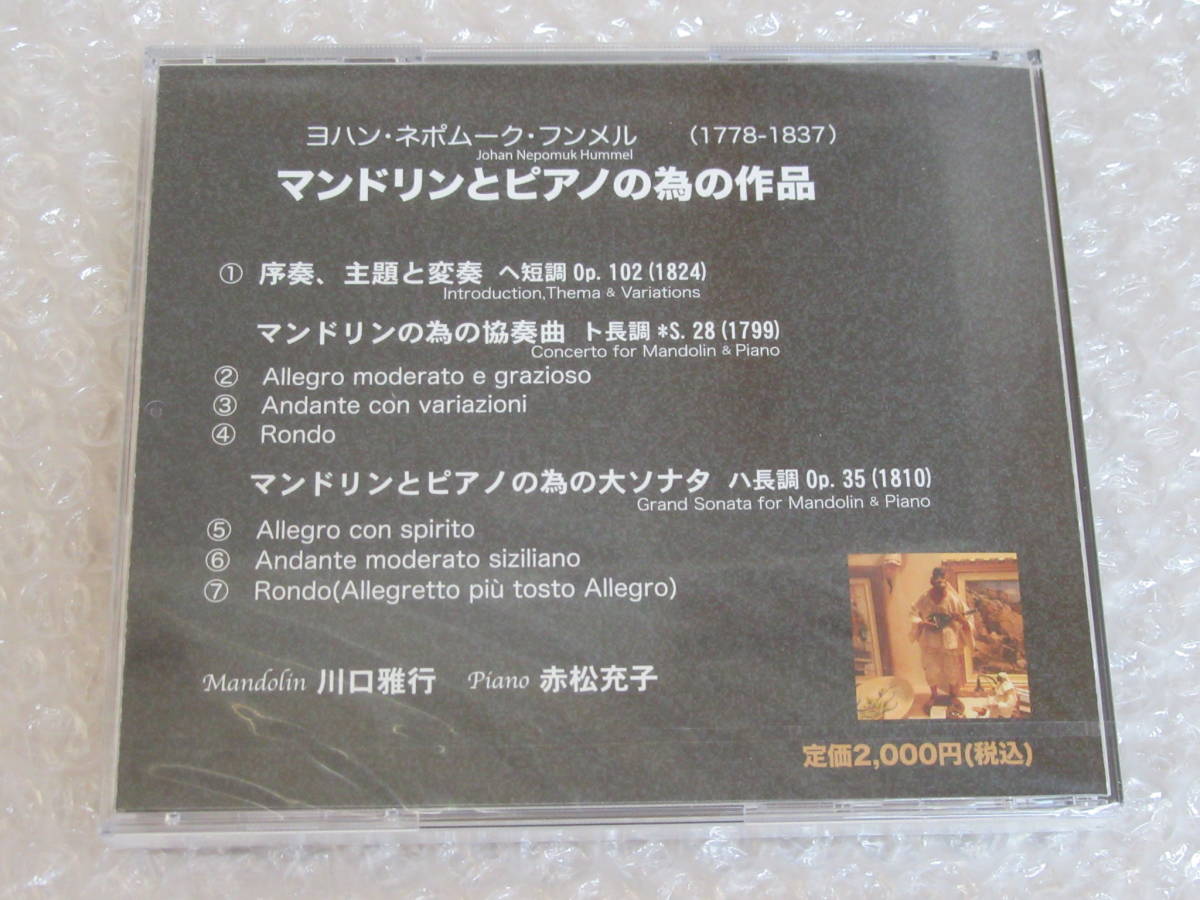 ヨハン・ネポムーク・フンメル （1778-1837）
Johan Nepomuk Hummel
マンドリンとピアノの為の作品
① 序奏、主題と変奏 ヘ短調 Op. 102 (1824)
Introduction,Thema & Variations
マンドリンの為の協奏曲 ト長調 *S. 28 (1799)
Concerto for Mandolin & Piano
② Allegro moderato e grazioso
③ Andante con variazioni
④ Rondo
マンドリンとピアノの為の大ソナタ ハ長調 Op. 35 (1810)
Grand Sonata for Mandolin & Piano
⑤ Allegro con spirito
⑥ Andante moderato siziliano
⑦ Rondo(Allegretto più tosto Allegro)
Mandolin 川口雅行 Piano 赤松充子
定価2,000円(税込)